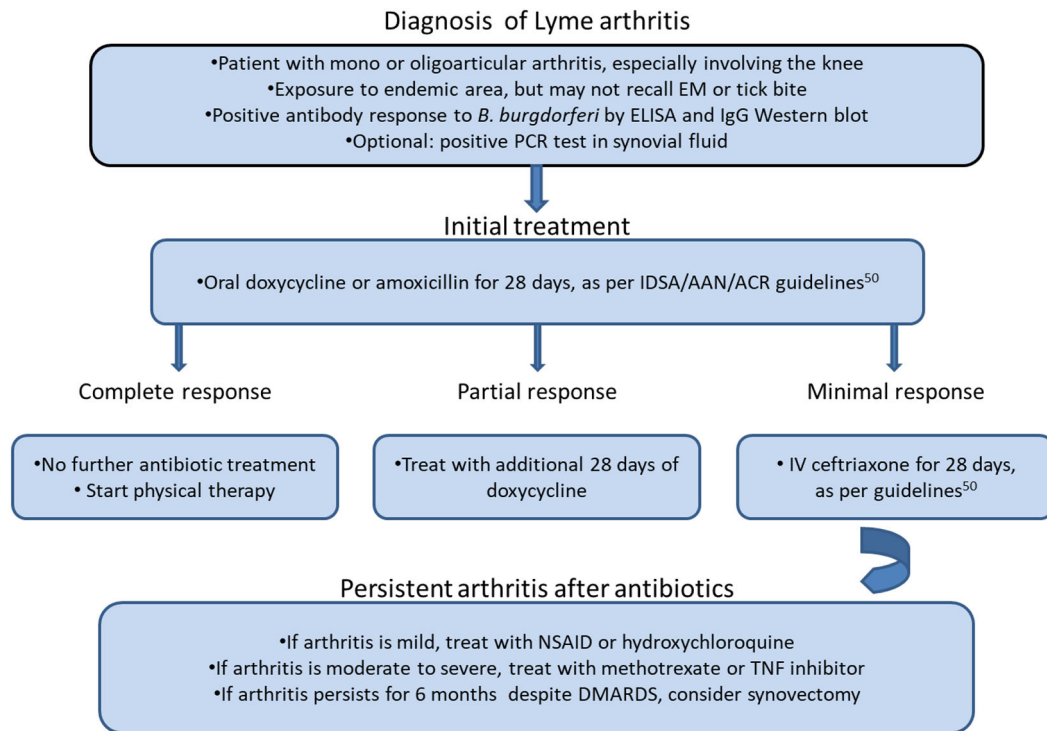 Diagnosis of Lyme arthritis
•Patient with mono or oligoarticular arthritis, especially involving the knee
•Exposure to endemic area, but may not recall EM or tick bite
•Positive antibody response to B. burgdorferi by ELISA and IgG Western blot
•Optional: positive PCR test in synovial fluid
Initial treatment
•Oral doxycycline or amoxicillin for 28 days, as per IDSA/AAN/ACR guidelines⁵⁰
Complete response
•No further antibiotic treatment
• Start physical therapy
Partial response
•Treat with additional 28 days of
doxycycline
Minimal response
• IV ceftriaxone for 28 days,
as per guidelines⁵⁰
Persistent arthritis after antibiotics
•If arthritis is mild, treat with NSAID or hydroxychloroquine
•If arthritis is moderate to severe, treat with methotrexate or TNF inhibitor
•If arthritis persists for 6 months despite DMARDS, consider synovectomy